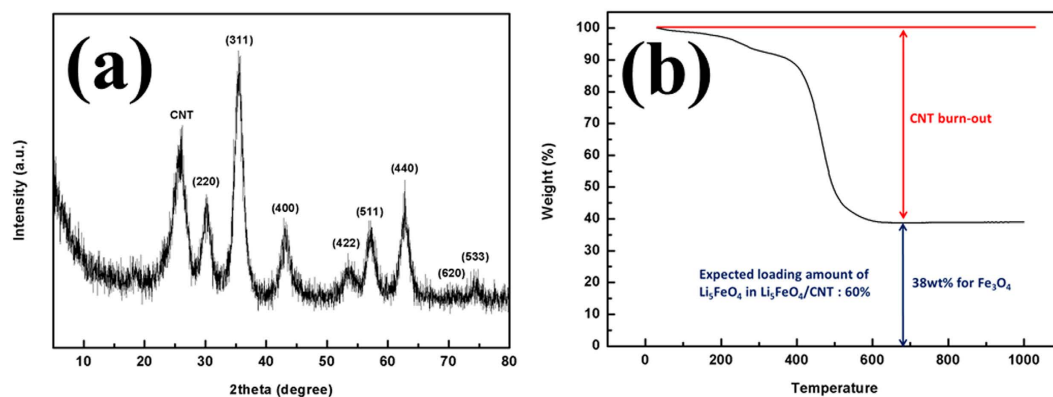 (a)
(311)
CNT
(220)
(440)
(400)
(511)
(422)
(620)
(533)
Intensity (a.u.)
10 20 30 40 50 60 70 80
2theta (degree)
(b)
100
90
80
70
60
50
40
30
20
10
0
Weight (%)
CNT burn-out
Expected loading amount of
Li₅FeO₄ in Li₅FeO₄/CNT : 60%
38wt% for Fe₃O₄
0 200 400 600 800 1000
Temperature